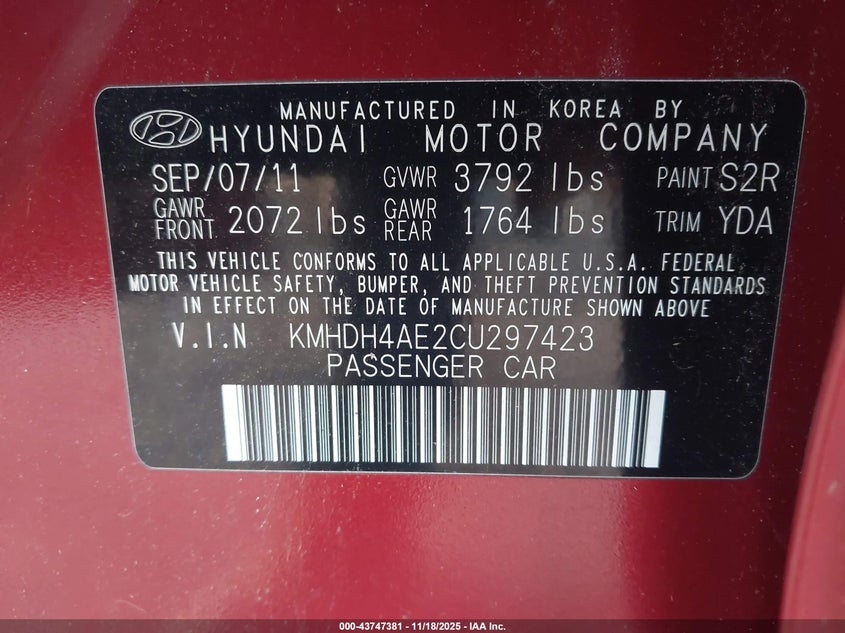 MANUFACTURED IN KOREA BY
HYUNDAI MOTOR COMPANY
SEP/07/11 GVWR 3792 lbs PAINT S2R
GAWR FRONT 2072 lbs GAWR REAR 1764 lbs TRIM YDA
THIS VEHICLE CONFORMS TO ALL APPLICABLE U.S.A. FEDERAL
MOTOR VEHICLE SAFETY, BUMPER, AND THEFT PREVENTION STANDARDS
IN EFFECT ON THE DATE OF MANUFACTURE SHOWN ABOVE
V.I.N KMHDH4AE2CU297423
PASSENGER CAR
000-43747381 - 11/18/2025 - IAA Inc.